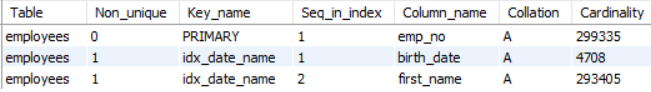 Table Non_unique Key_name Seq_in_index Column_name Collation Cardinality
employees 0 PRIMARY 1 emp_no A 299335
employees 1 idx_date_name 1 birth_date A 4708
employees 1 idx_date_name 2 first_name A 293405